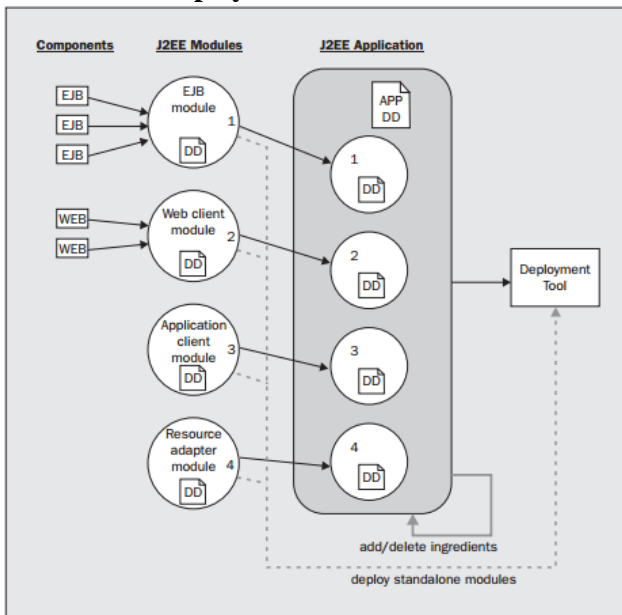 Components
J2EE Modules
J2EE Application
EJB
EJB
EJB
EJB
module
1
DD
WEB
WEB
Web client
module
2
DD
Application
client
module
3
DD
Resource
adapter
module
4
DD
APP
DD
1
DD
2
DD
3
DD
4
DD
Deployment
Tool
add/delete ingredients
deploy standalone modules